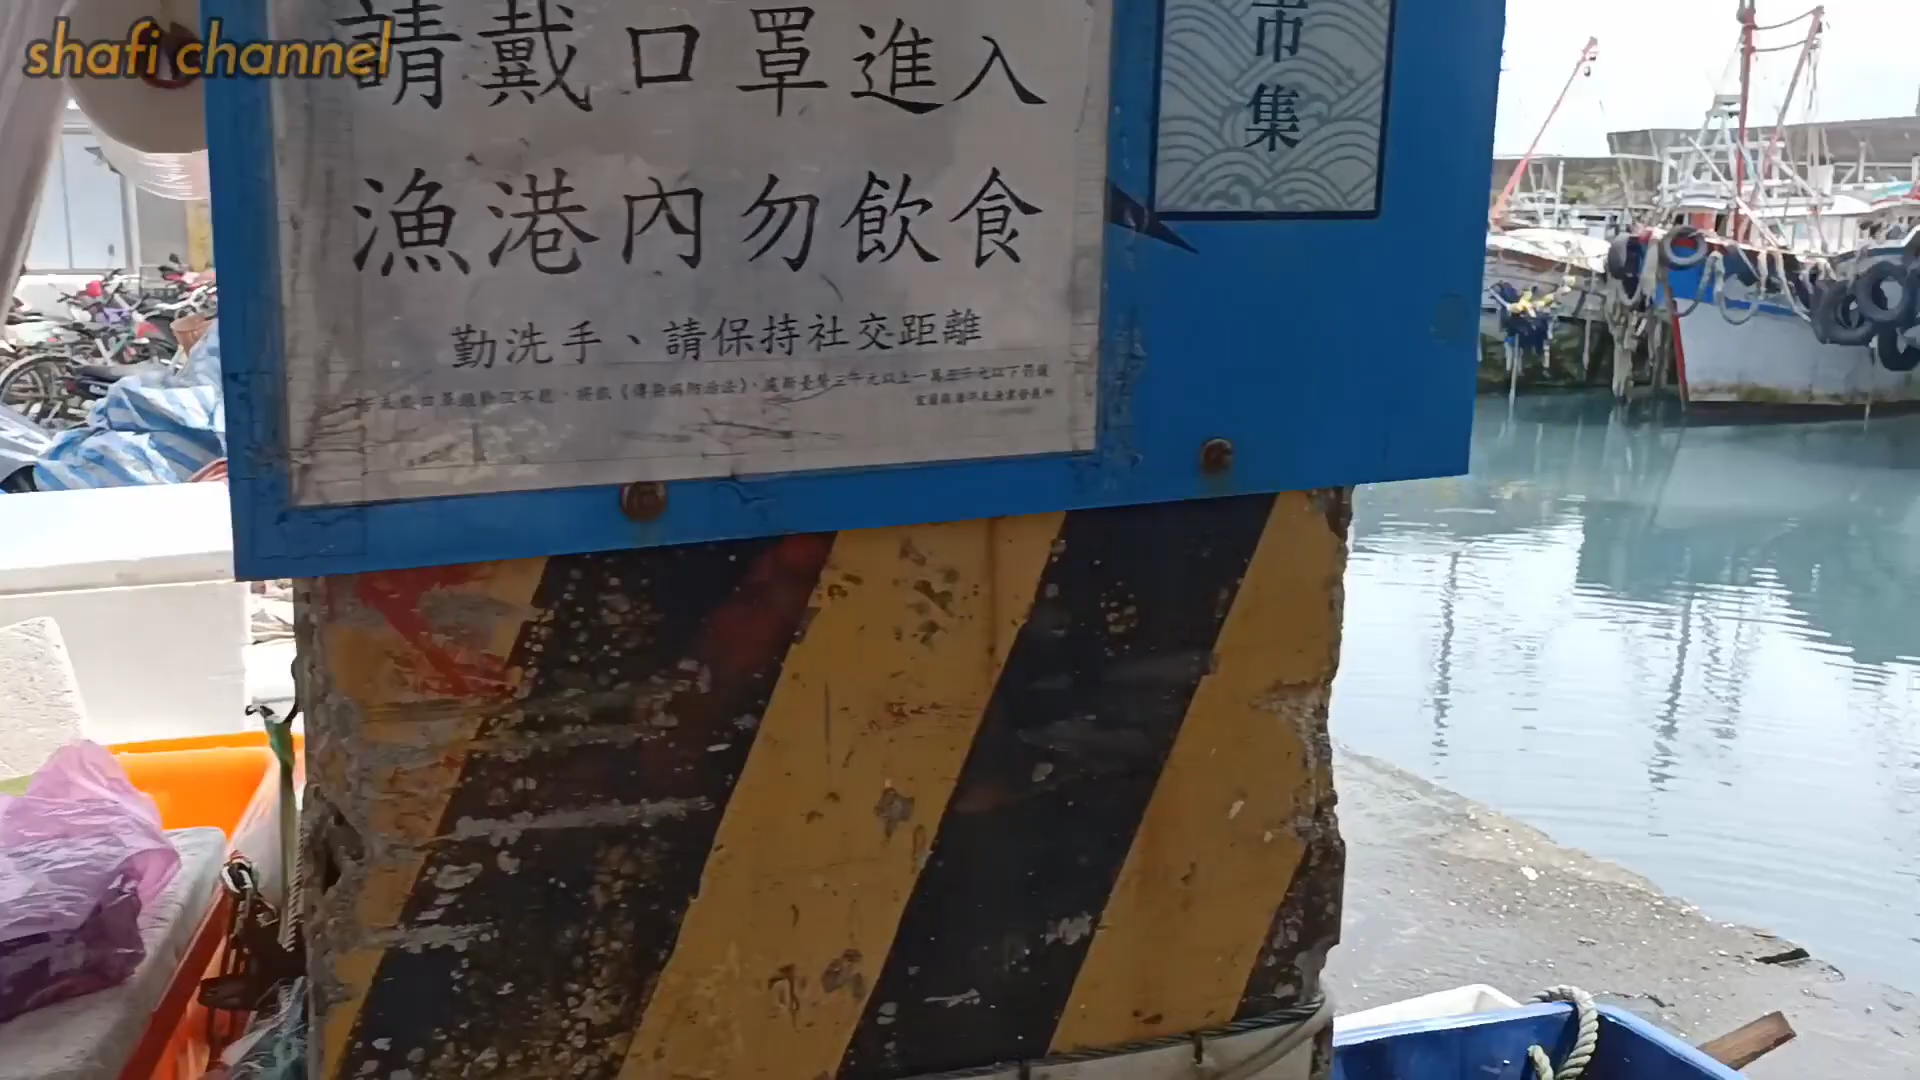 shafi channel
請戴口罩進入
漁港內勿飲食
勤洗手、請保持社交距離
市集